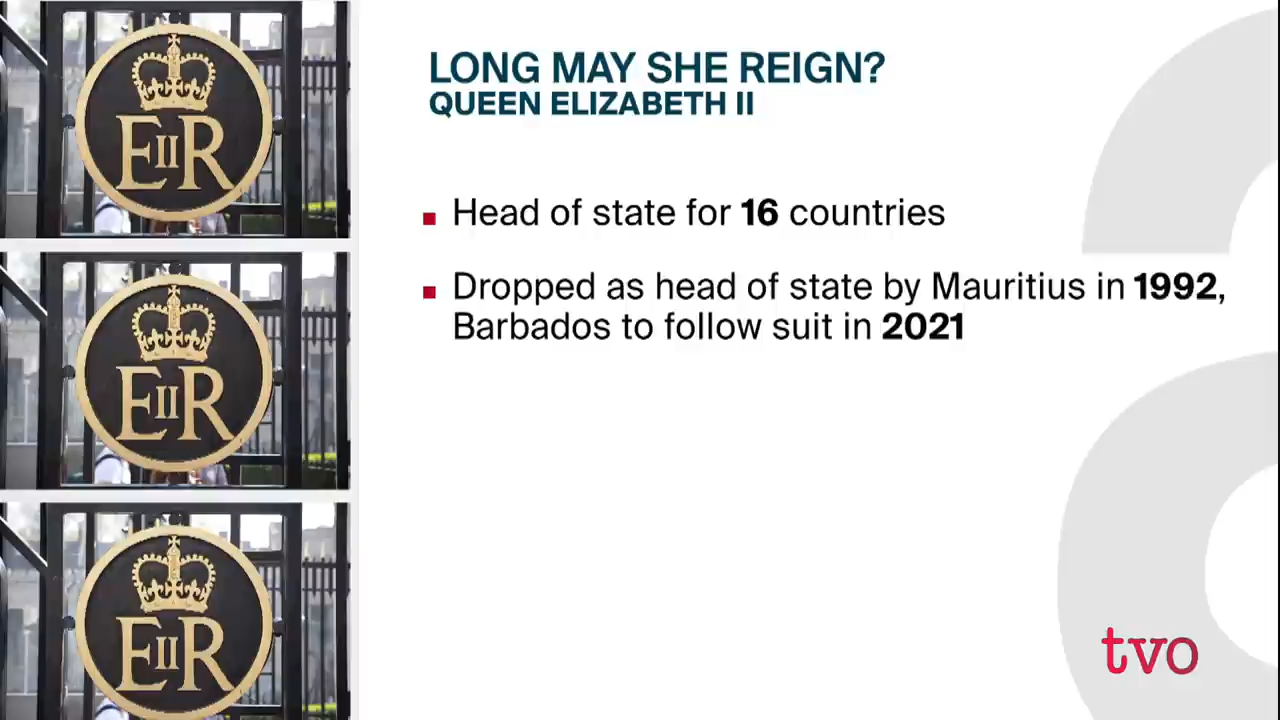 EIIR
EIIR
EIIR
LONG MAY SHE REIGN?
QUEEN ELIZABETH II
Head of state for 16 countries
Dropped as head of state by Mauritius in 1992,
Barbados to follow suit in 2021
tvo